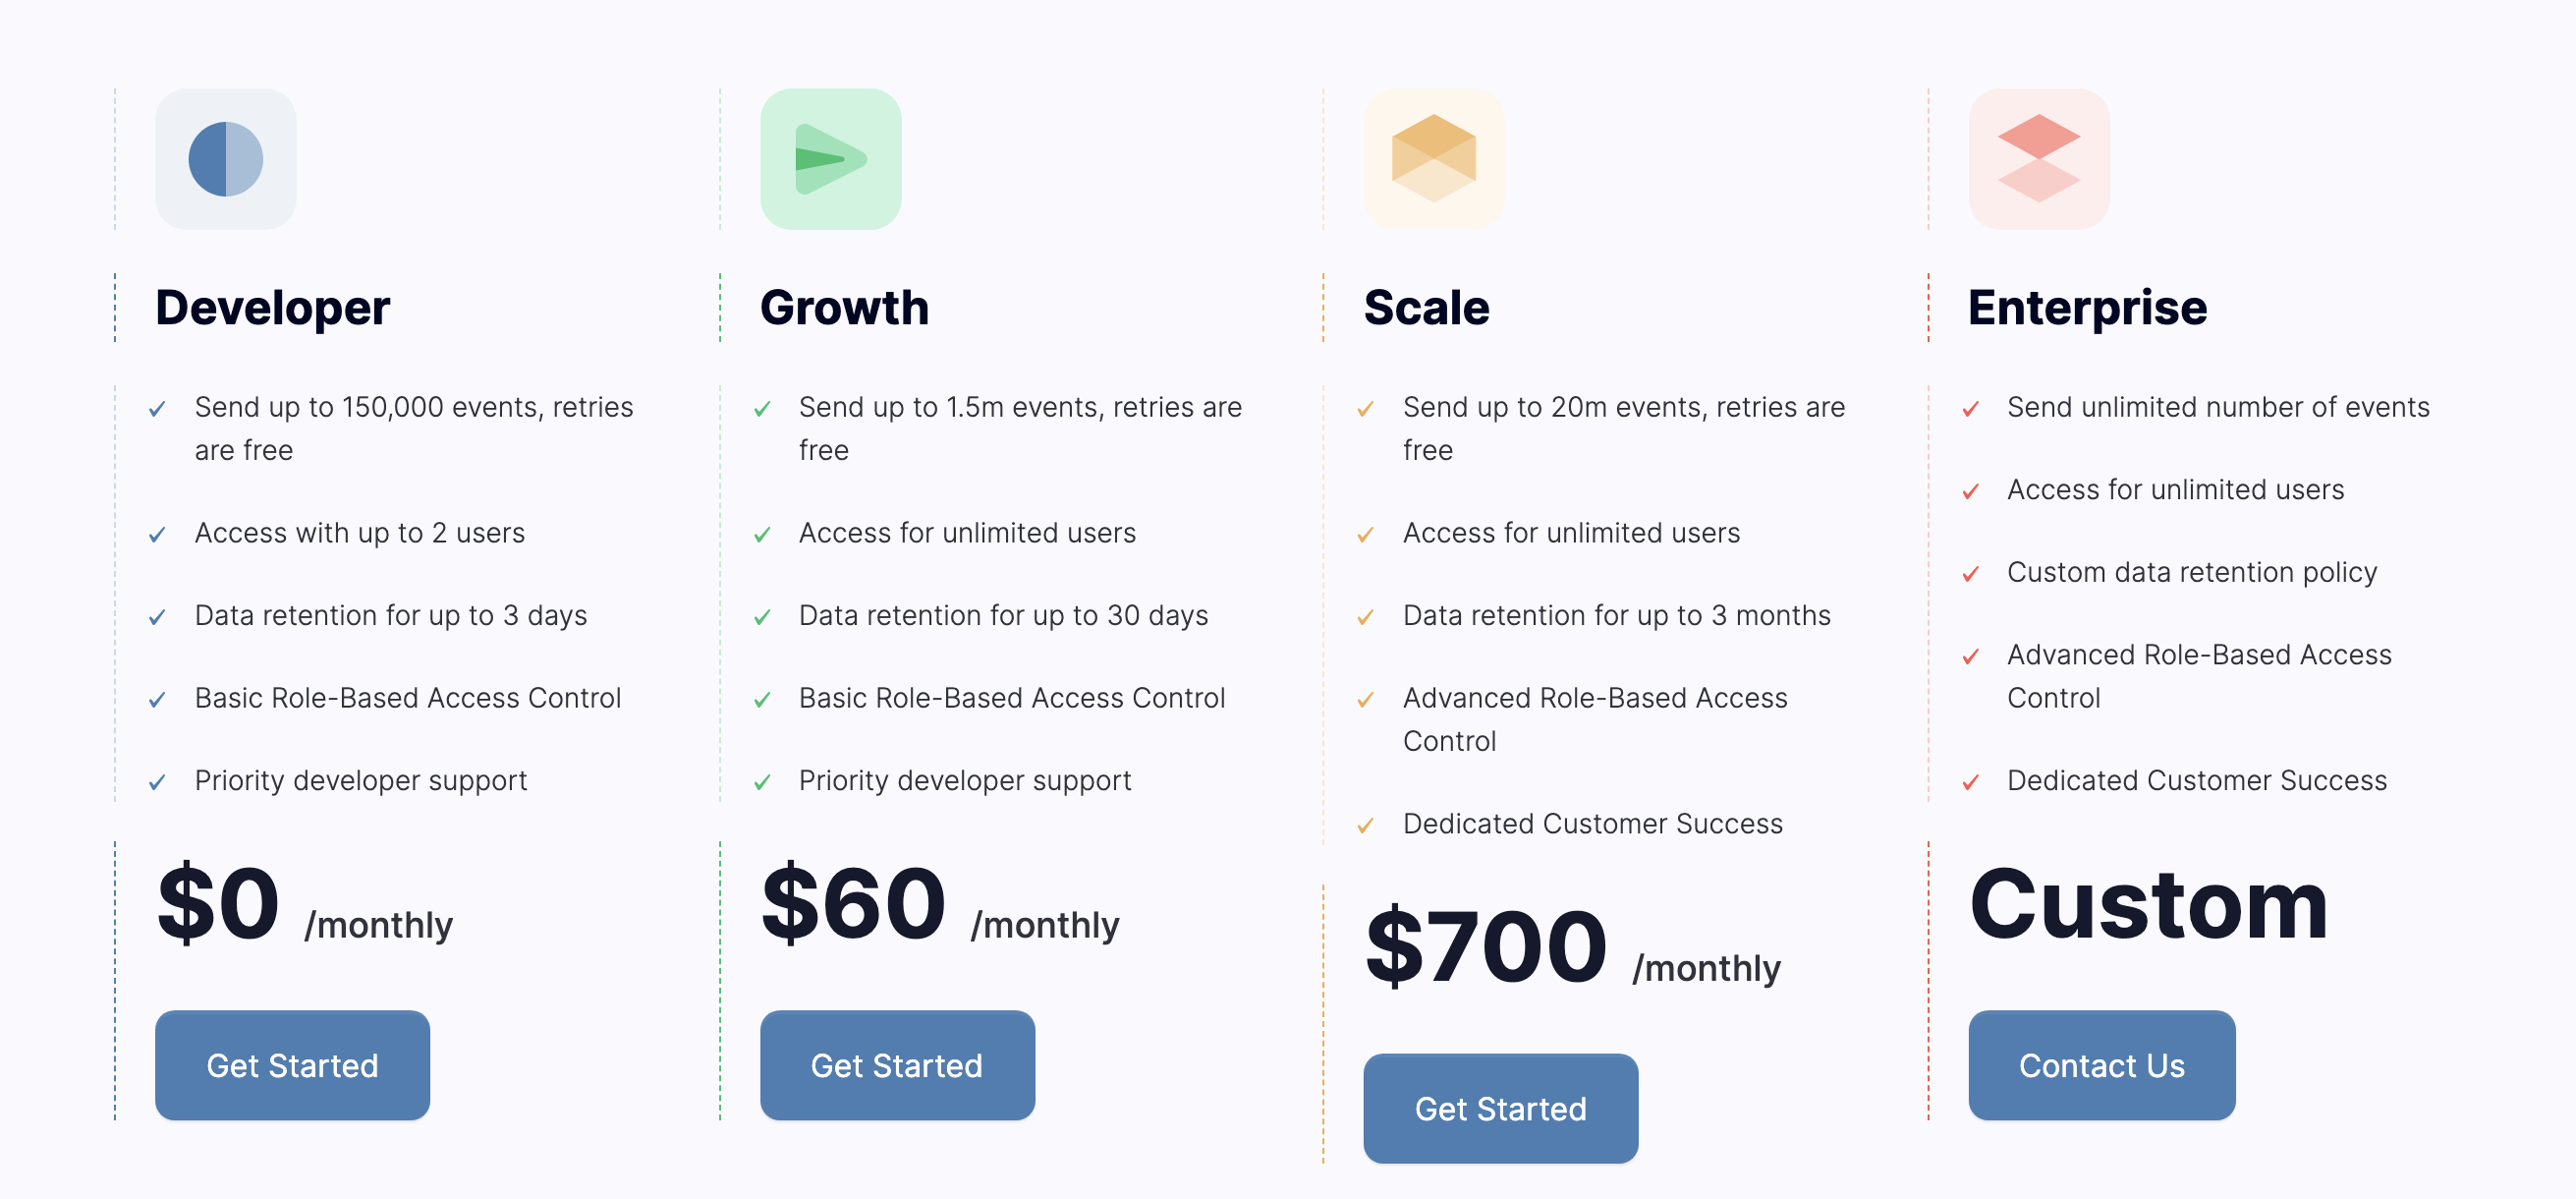 Developer
Send up to 150,000 events, retries
are free
Access with up to 2 users
Data retention for up to 3 days
Basic Role-Based Access Control
Priority developer support
$0 /monthly
Get Started
Growth
Send up to 1.5m events, retries are
free
Access for unlimited users
Data retention for up to 30 days
Basic Role-Based Access Control
Priority developer support
$60 /monthly
Get Started
Scale
Send up to 20m events, retries are
free
Access for unlimited users
Data retention for up to 3 months
Advanced Role-Based Access
Control
Dedicated Customer Success
$700 /monthly
Get Started
Enterprise
Send unlimited number of events
Access for unlimited users
Custom data retention policy
Advanced Role-Based Access
Control
Dedicated Customer Success
Custom
Contact Us